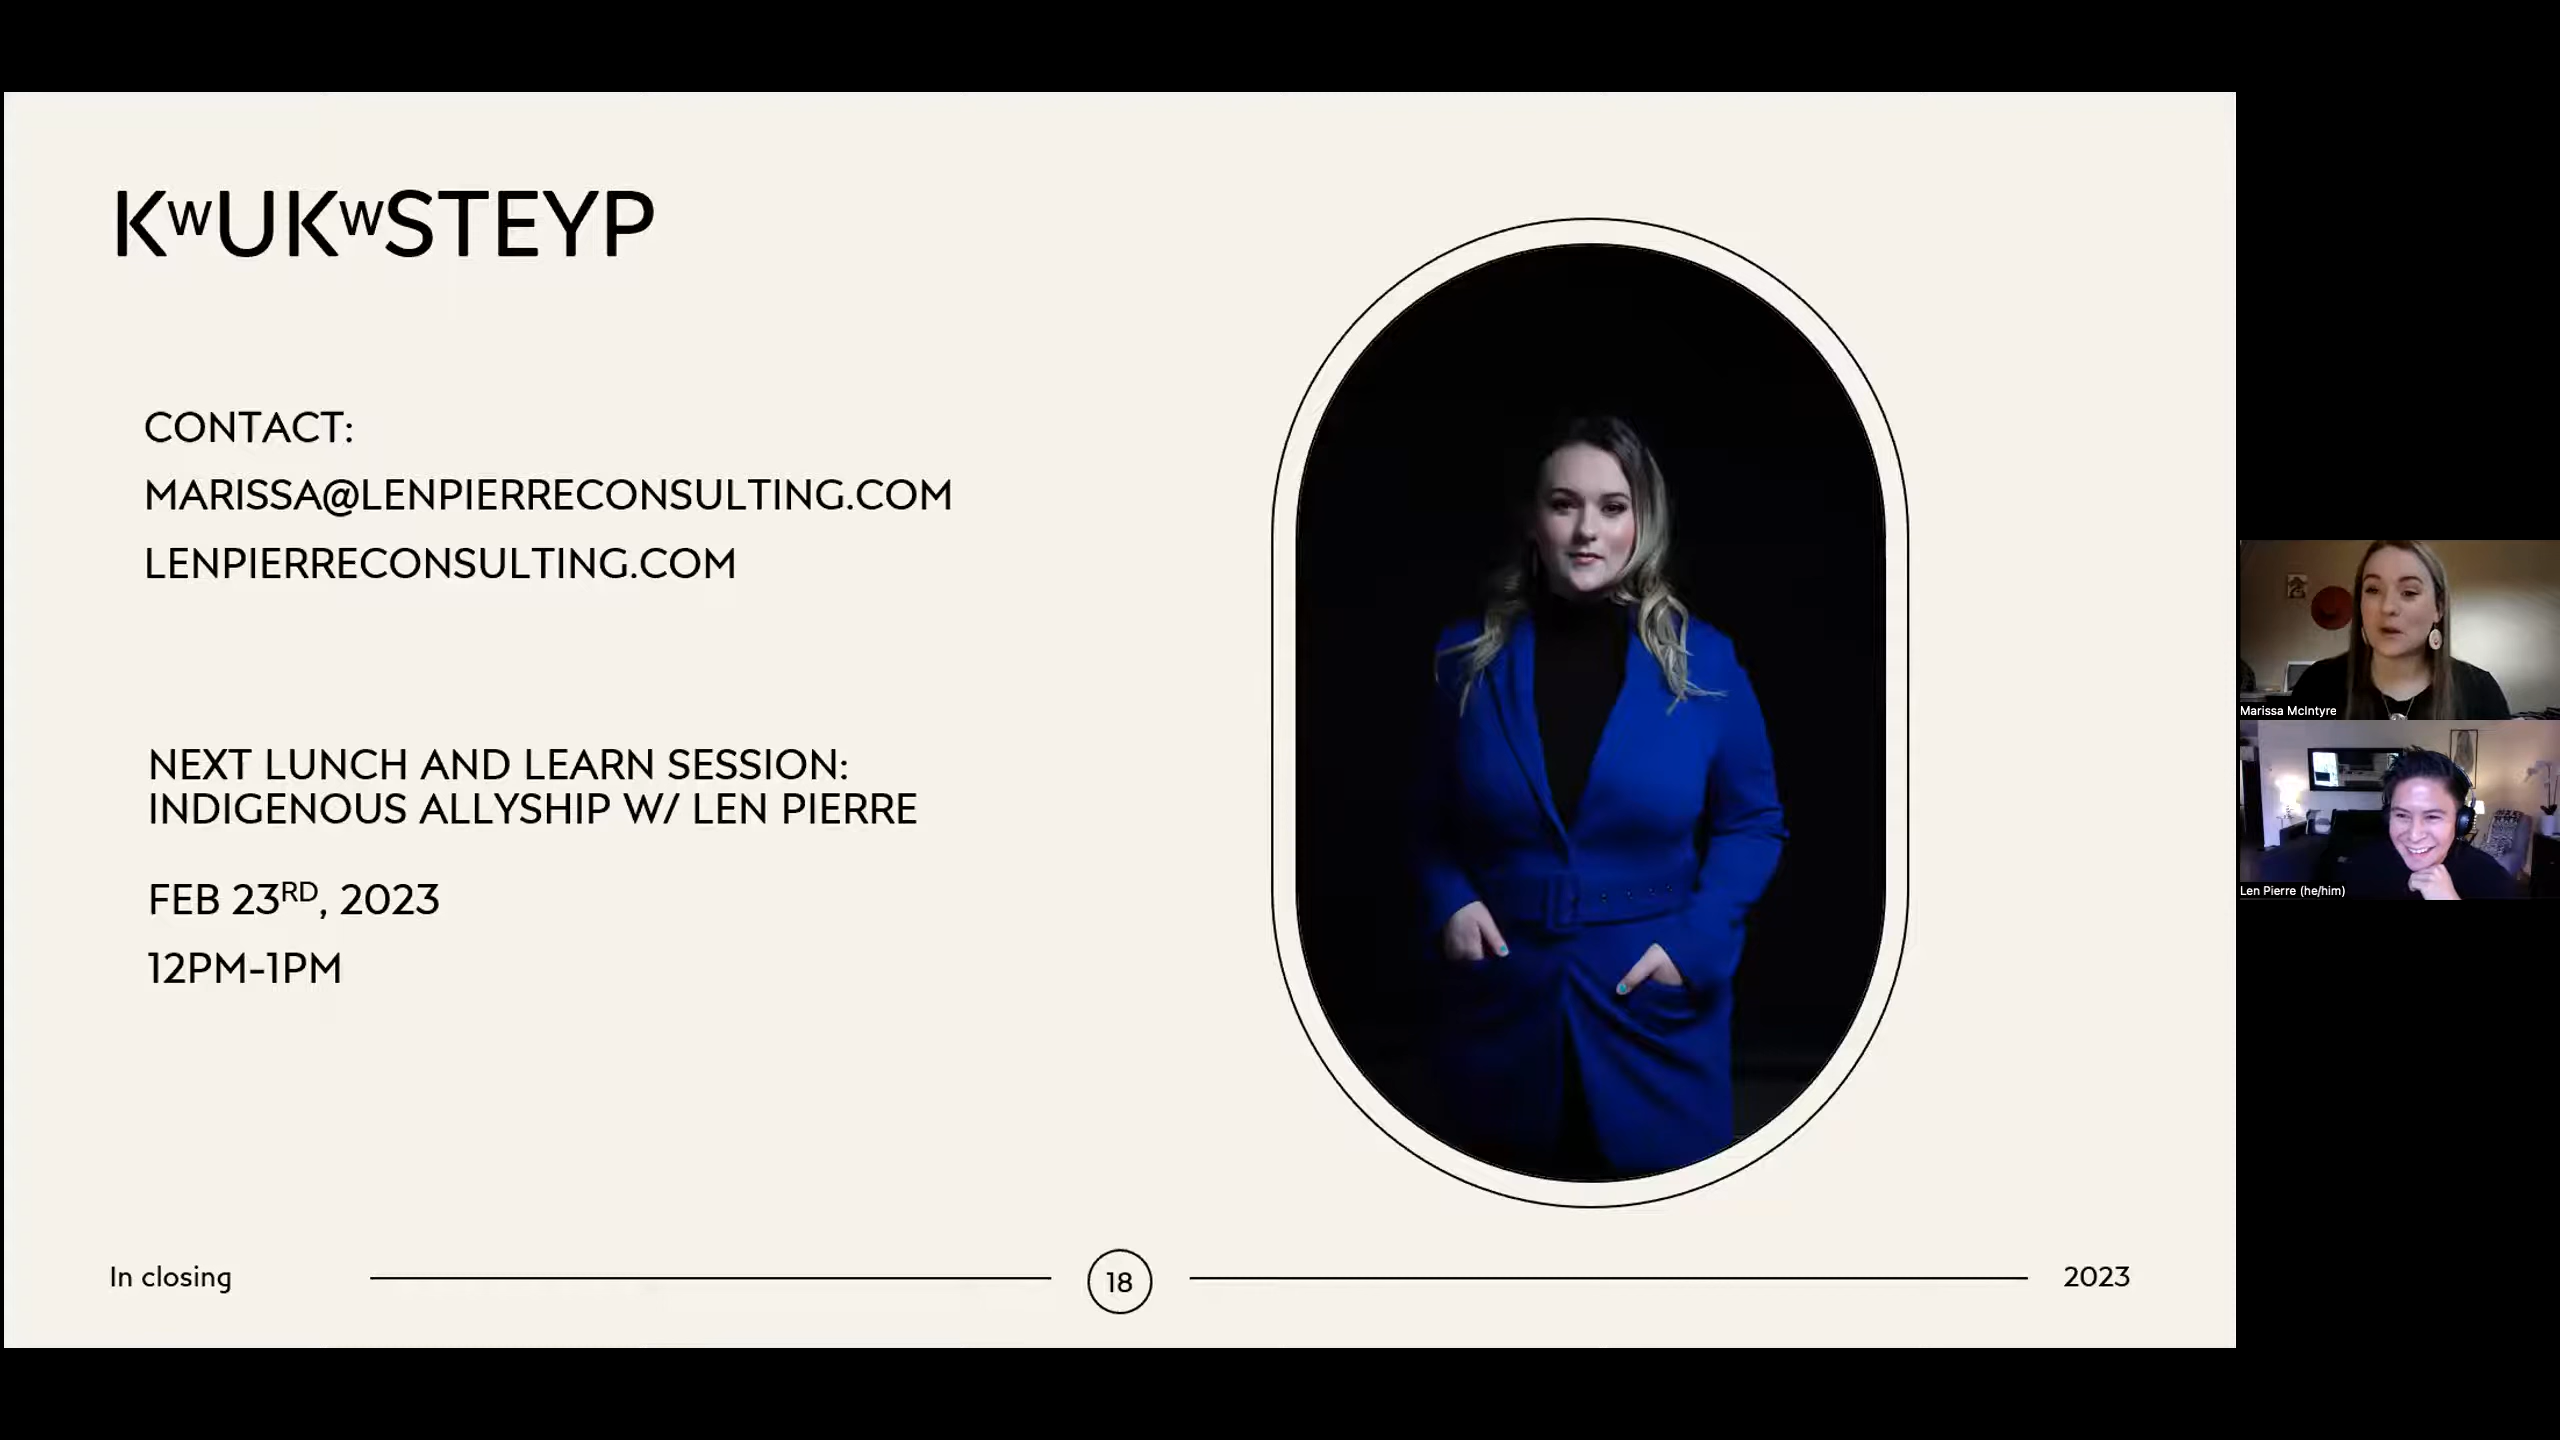 KʷUKʷSTEYP
CONTACT:
MARISSA@LENPIERRECONSULTING.COM
LENPIERRECONSULTING.COM
NEXT LUNCH AND LEARN SESSION:
INDIGENOUS ALLYSHIP W/ LEN PIERRE
FEB 23RD, 2023
12PM-1PM
In closing
18
2023
Marissa McIntyre
Len Pierre (he/him)